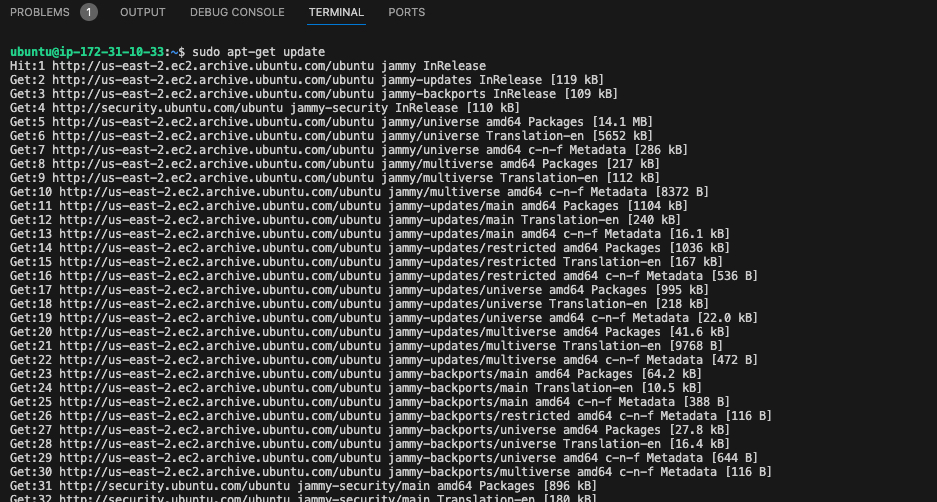 PROBLEMS 1 OUTPUT DEBUG CONSOLE TERMINAL PORTS
ubuntu@ip-172-31-10-33:~$ sudo apt-get update
Hit:1 http://us-east-2.ec2.archive.ubuntu.com/ubuntu jammy InRelease
Get:2 http://us-east-2.ec2.archive.ubuntu.com/ubuntu jammy-updates InRelease [119 kB]
Get:3 http://us-east-2.ec2.archive.ubuntu.com/ubuntu jammy-backports InRelease [109 kB]
Get:4 http://security.ubuntu.com/ubuntu jammy-security InRelease [110 kB]
Get:5 http://us-east-2.ec2.archive.ubuntu.com/ubuntu jammy/universe amd64 Packages [14.1 MB]
Get:6 http://us-east-2.ec2.archive.ubuntu.com/ubuntu jammy/universe Translation-en [5652 kB]
Get:7 http://us-east-2.ec2.archive.ubuntu.com/ubuntu jammy/universe amd64 c-n-f Metadata [286 kB]
Get:8 http://us-east-2.ec2.archive.ubuntu.com/ubuntu jammy/multiverse amd64 Packages [217 kB]
Get:9 http://us-east-2.ec2.archive.ubuntu.com/ubuntu jammy/multiverse Translation-en [112 kB]
Get:10 http://us-east-2.ec2.archive.ubuntu.com/ubuntu jammy/multiverse amd64 c-n-f Metadata [8372 B]
Get:11 http://us-east-2.ec2.archive.ubuntu.com/ubuntu jammy-updates/main amd64 Packages [1104 kB]
Get:12 http://us-east-2.ec2.archive.ubuntu.com/ubuntu jammy-updates/main Translation-en [240 kB]
Get:13 http://us-east-2.ec2.archive.ubuntu.com/ubuntu jammy-updates/main amd64 c-n-f Metadata [16.1 kB]
Get:14 http://us-east-2.ec2.archive.ubuntu.com/ubuntu jammy-updates/restricted amd64 Packages [1036 kB]
Get:15 http://us-east-2.ec2.archive.ubuntu.com/ubuntu jammy-updates/restricted Translation-en [167 kB]
Get:16 http://us-east-2.ec2.archive.ubuntu.com/ubuntu jammy-updates/restricted amd64 c-n-f Metadata [536 B]
Get:17 http://us-east-2.ec2.archive.ubuntu.com/ubuntu jammy-updates/universe amd64 Packages [995 kB]
Get:18 http://us-east-2.ec2.archive.ubuntu.com/ubuntu jammy-updates/universe Translation-en [218 kB]
Get:19 http://us-east-2.ec2.archive.ubuntu.com/ubuntu jammy-updates/universe amd64 c-n-f Metadata [22.0 kB]
Get:20 http://us-east-2.ec2.archive.ubuntu.com/ubuntu jammy-updates/multiverse amd64 Packages [41.6 kB]
Get:21 http://us-east-2.ec2.archive.ubuntu.com/ubuntu jammy-updates/multiverse Translation-en [9768 B]
Get:22 http://us-east-2.ec2.archive.ubuntu.com/ubuntu jammy-updates/multiverse amd64 c-n-f Metadata [472 B]
Get:23 http://us-east-2.ec2.archive.ubuntu.com/ubuntu jammy-backports/main amd64 Packages [64.2 kB]
Get:24 http://us-east-2.ec2.archive.ubuntu.com/ubuntu jammy-backports/main Translation-en [10.5 kB]
Get:25 http://us-east-2.ec2.archive.ubuntu.com/ubuntu jammy-backports/main amd64 c-n-f Metadata [388 B]
Get:26 http://us-east-2.ec2.archive.ubuntu.com/ubuntu jammy-backports/restricted amd64 c-n-f Metadata [116 B]
Get:27 http://us-east-2.ec2.archive.ubuntu.com/ubuntu jammy-backports/universe amd64 Packages [27.8 kB]
Get:28 http://us-east-2.ec2.archive.ubuntu.com/ubuntu jammy-backports/universe Translation-en [16.4 kB]
Get:29 http://us-east-2.ec2.archive.ubuntu.com/ubuntu jammy-backports/universe amd64 c-n-f Metadata [644 B]
Get:30 http://us-east-2.ec2.archive.ubuntu.com/ubuntu jammy-backports/multiverse amd64 c-n-f Metadata [116 B]
Get:31 http://security.ubuntu.com/ubuntu jammy-security/main amd64 Packages [896 kB]
Get:32 http://security.ubuntu.com/ubuntu jammy-security/main Translation-en [180 kB]